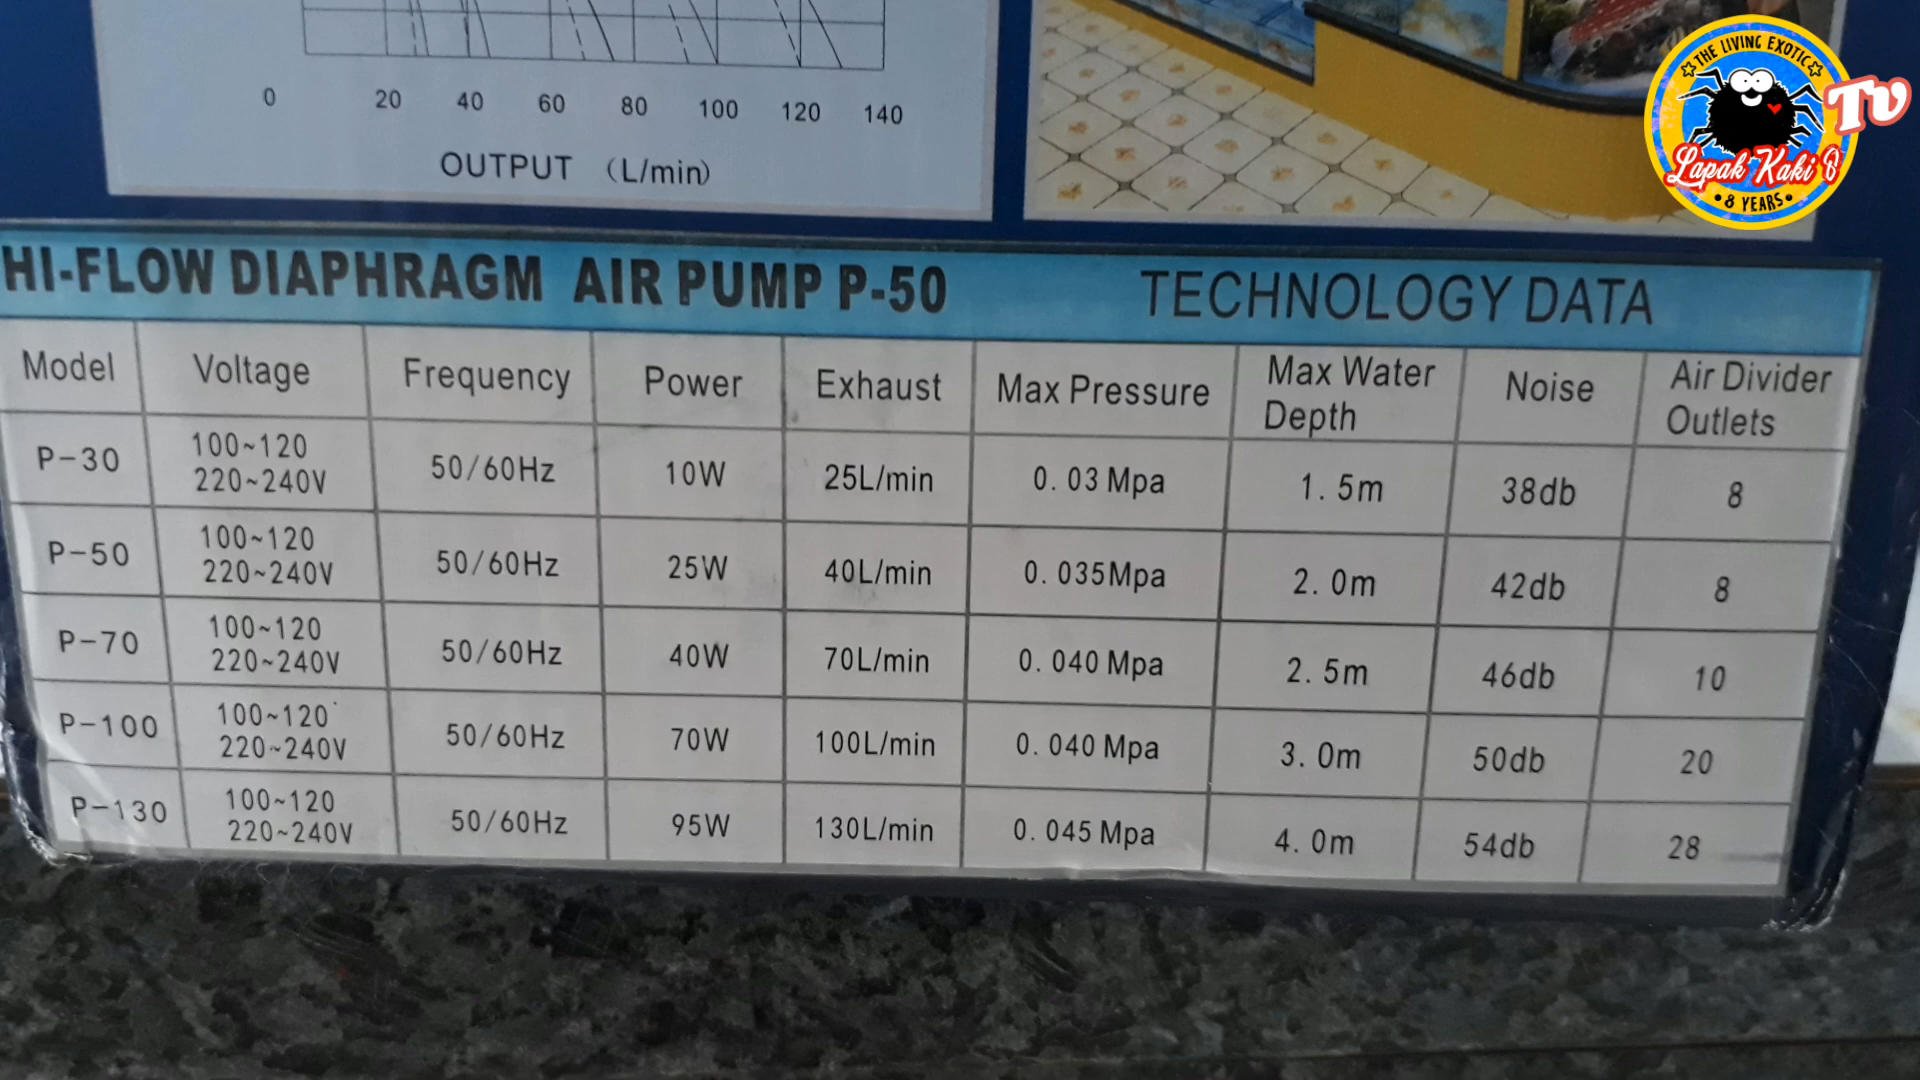 0 20 40 60 80 100 120 140
OUTPUT (L/min)
THE LIVING EXOTIC
TV
Lapak Kaki 8
8 YEARS
HI-FLOW DIAPHRAGM AIR PUMP P-50 TECHNOLOGY DATA
Model Voltage Frequency Power Exhaust Max Pressure Max Water Depth Noise Air Divider Outlets
P-30 100~120 220~240V 50/60Hz 10W 25L/min 0.03 Mpa 1.5m 38db 8
P-50 100~120 220~240V 50/60Hz 25W 40L/min 0.035Mpa 2.0m 42db 8
P-70 100~120 220~240V 50/60Hz 40W 70L/min 0.040 Mpa 2.5m 46db 10
P-100 100~120 220~240V 50/60Hz 70W 100L/min 0.040 Mpa 3.0m 50db 20
P-130 100~120 220~240V 50/60Hz 95W 130L/min 0.045 Mpa 4.0m 54db 28